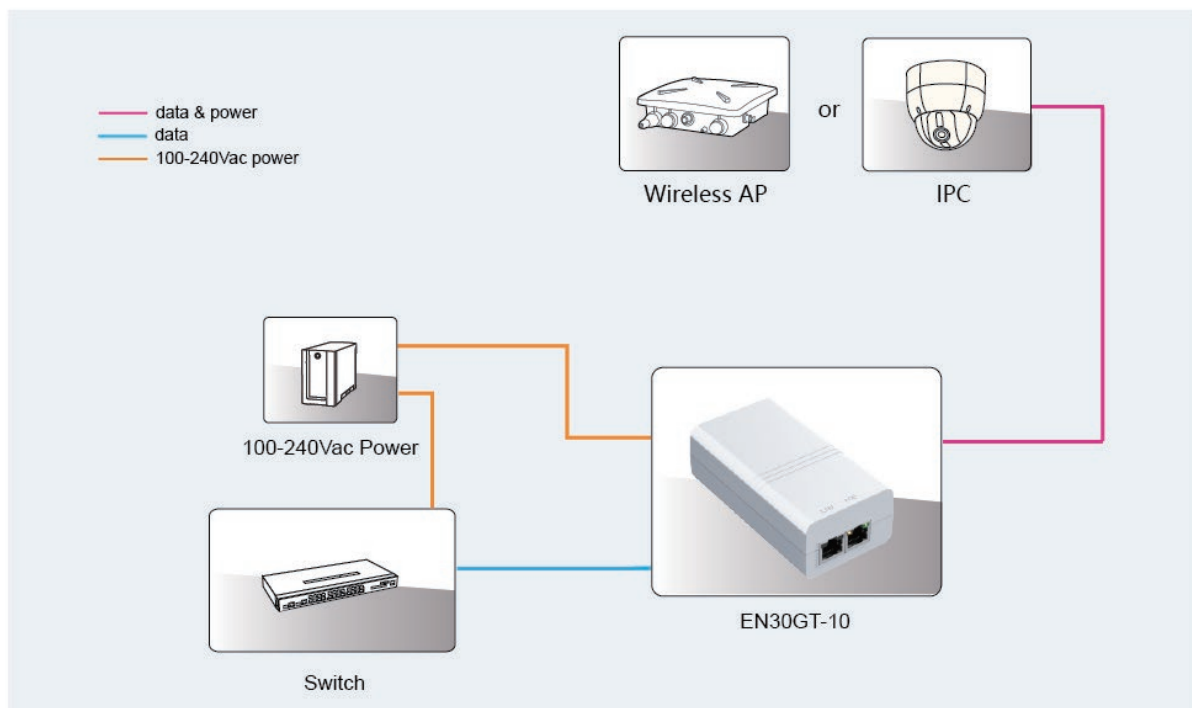 data & power
data
100-240Vac power
Wireless AP
or
IPC
100-240Vac Power
EN30GT-10
Switch